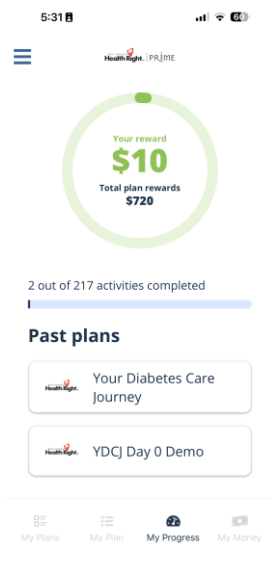 5:31
60
HealthRight. | PRIME
Your reward
$10
Total plan rewards
$720
2 out of 217 activities completed
Past plans
HealthRight.
Your Diabetes Care
Journey
HealthRight.
YDCJ Day 0 Demo
My Plans
My Plan
My Progress
My Money